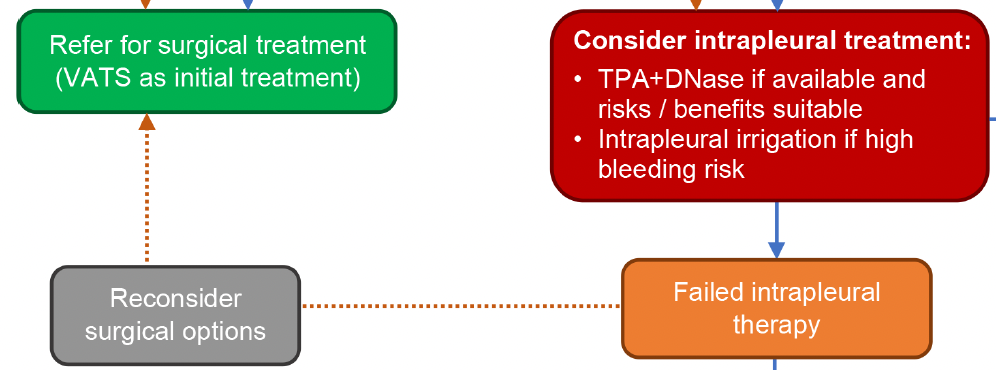 Refer for surgical treatment
(VATS as initial treatment)
Consider intrapleural treatment:
• TPA+DNase if available and
risks / benefits suitable
• Intrapleural irrigation if high
bleeding risk
Reconsider
surgical options
Failed intrapleural
therapy